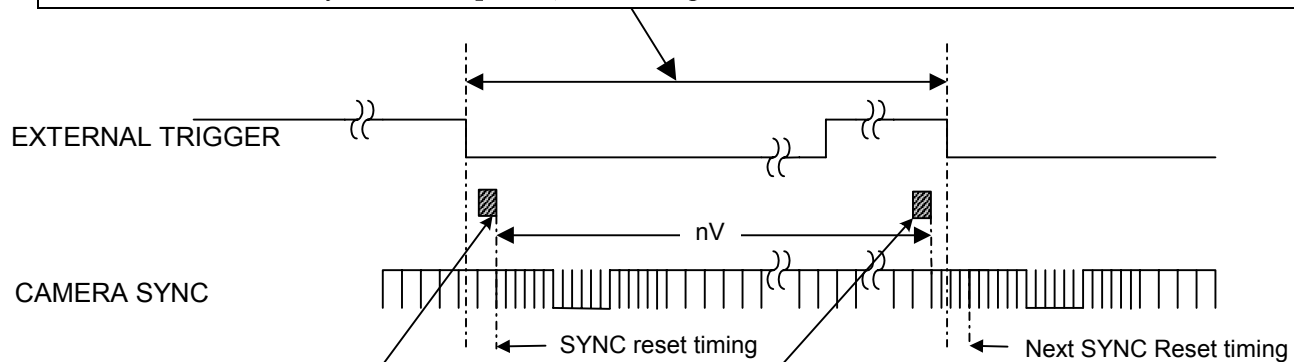 EXTERNAL TRIGGER
nV
CAMERA SYNC
SYNC reset timing
Next SYNC Reset timing